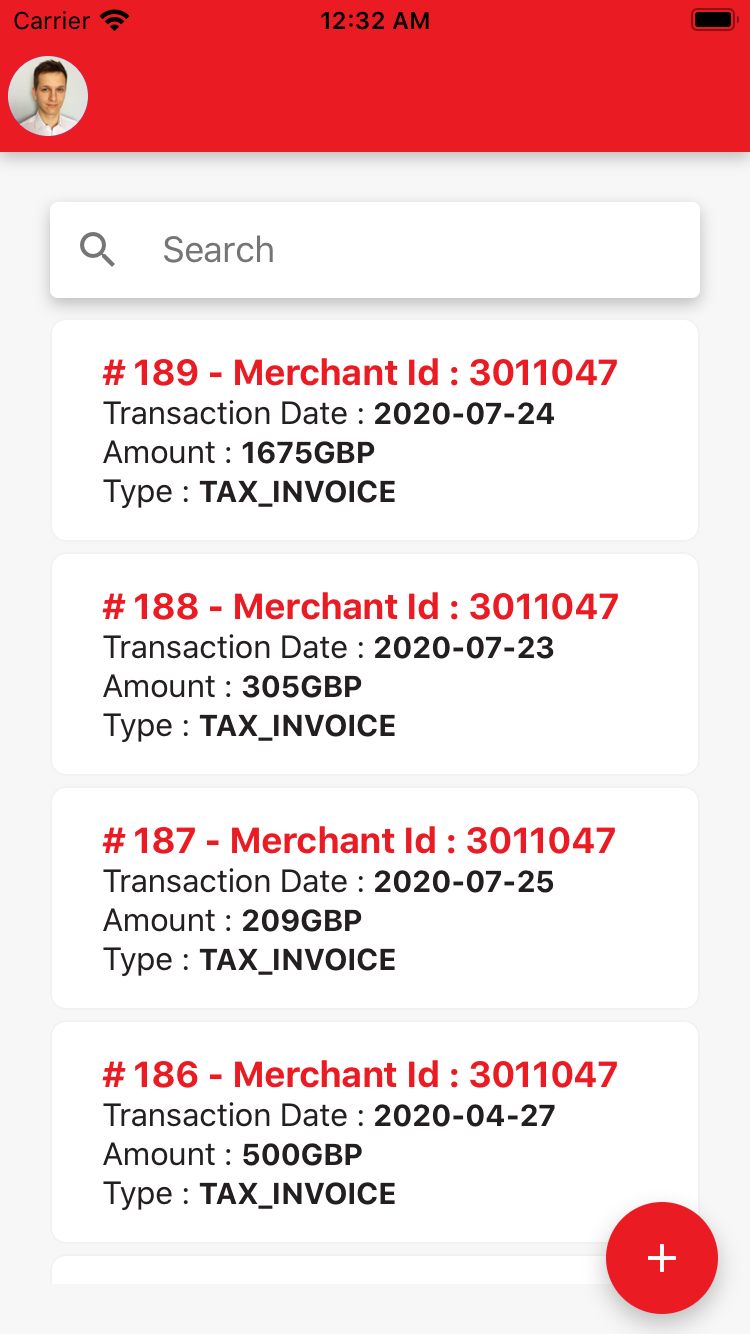 Carrier 12:32 AM
Search
# 189 - Merchant Id : 3011047
Transaction Date : 2020-07-24
Amount : 1675GBP
Type : TAX_INVOICE
# 188 - Merchant Id : 3011047
Transaction Date : 2020-07-23
Amount : 305GBP
Type : TAX_INVOICE
# 187 - Merchant Id : 3011047
Transaction Date : 2020-07-25
Amount : 209GBP
Type : TAX_INVOICE
# 186 - Merchant Id : 3011047
Transaction Date : 2020-04-27
Amount : 500GBP
Type : TAX_INVOICE
+